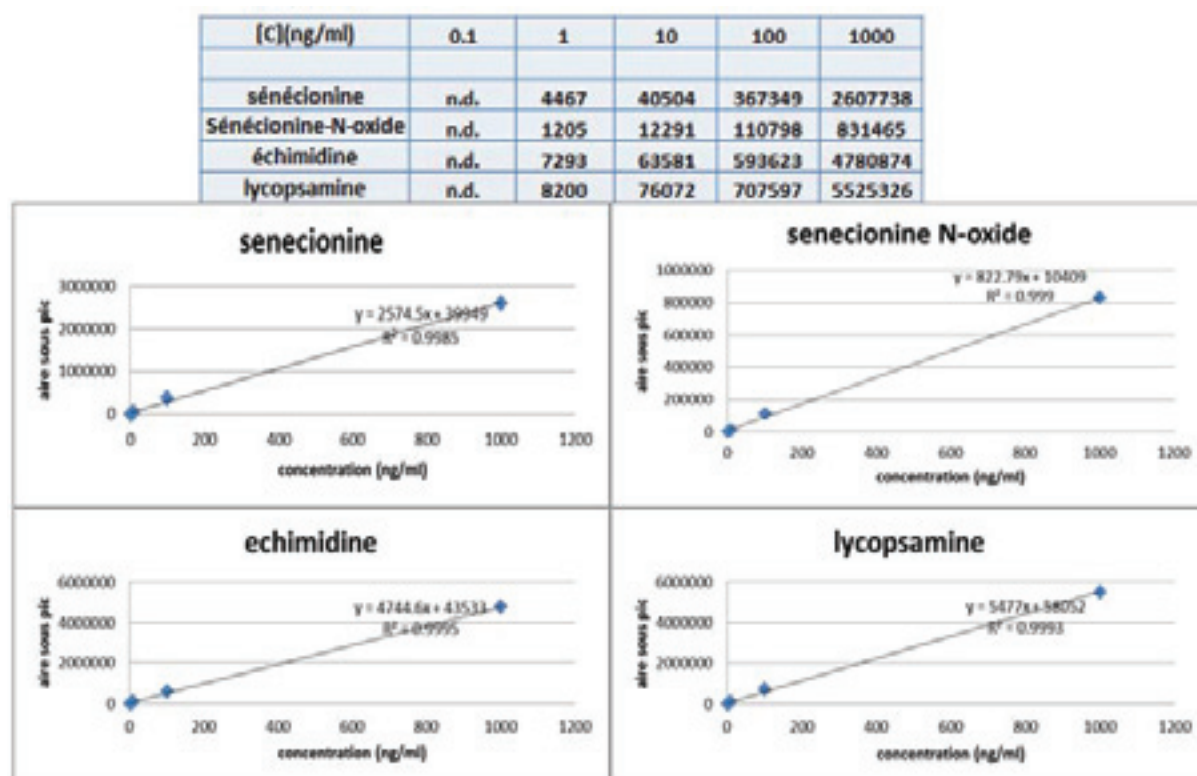 [C](ng/ml) 0.1 1 10 100 1000
sénécionine n.d. 4467 40504 367349 2607738
Sénécionine-N-oxide n.d. 1205 12291 110798 831465
échimidine n.d. 7293 63581 593623 4780874
lycopsamine n.d. 8200 76072 707597 5525326
senecionine
3000000
2000000
1000000
0
aire sous pic
y = 2574.5x + 39949
R² = 0.9985
0 200 400 600 800 1000 1200
concentration (ng/ml)
senecionine N-oxide
1000000
800000
600000
400000
200000
0
aire sous pic
y = 822.79x + 10409
R² = 0.999
0 200 400 600 800 1000 1200
concentration (ng/ml)
echimidine
6000000
4000000
2000000
0
aire sous pic
y = 4744.6x + 43533
R² = 0.9995
0 200 400 600 800 1000 1200
concentration (ng/ml)
lycopsamine
6000000
4000000
2000000
0
aire sous pic
y = 5477x +
R² = 0.9993
0 200 400 600 800 1000 1200
concentration (ng/ml)